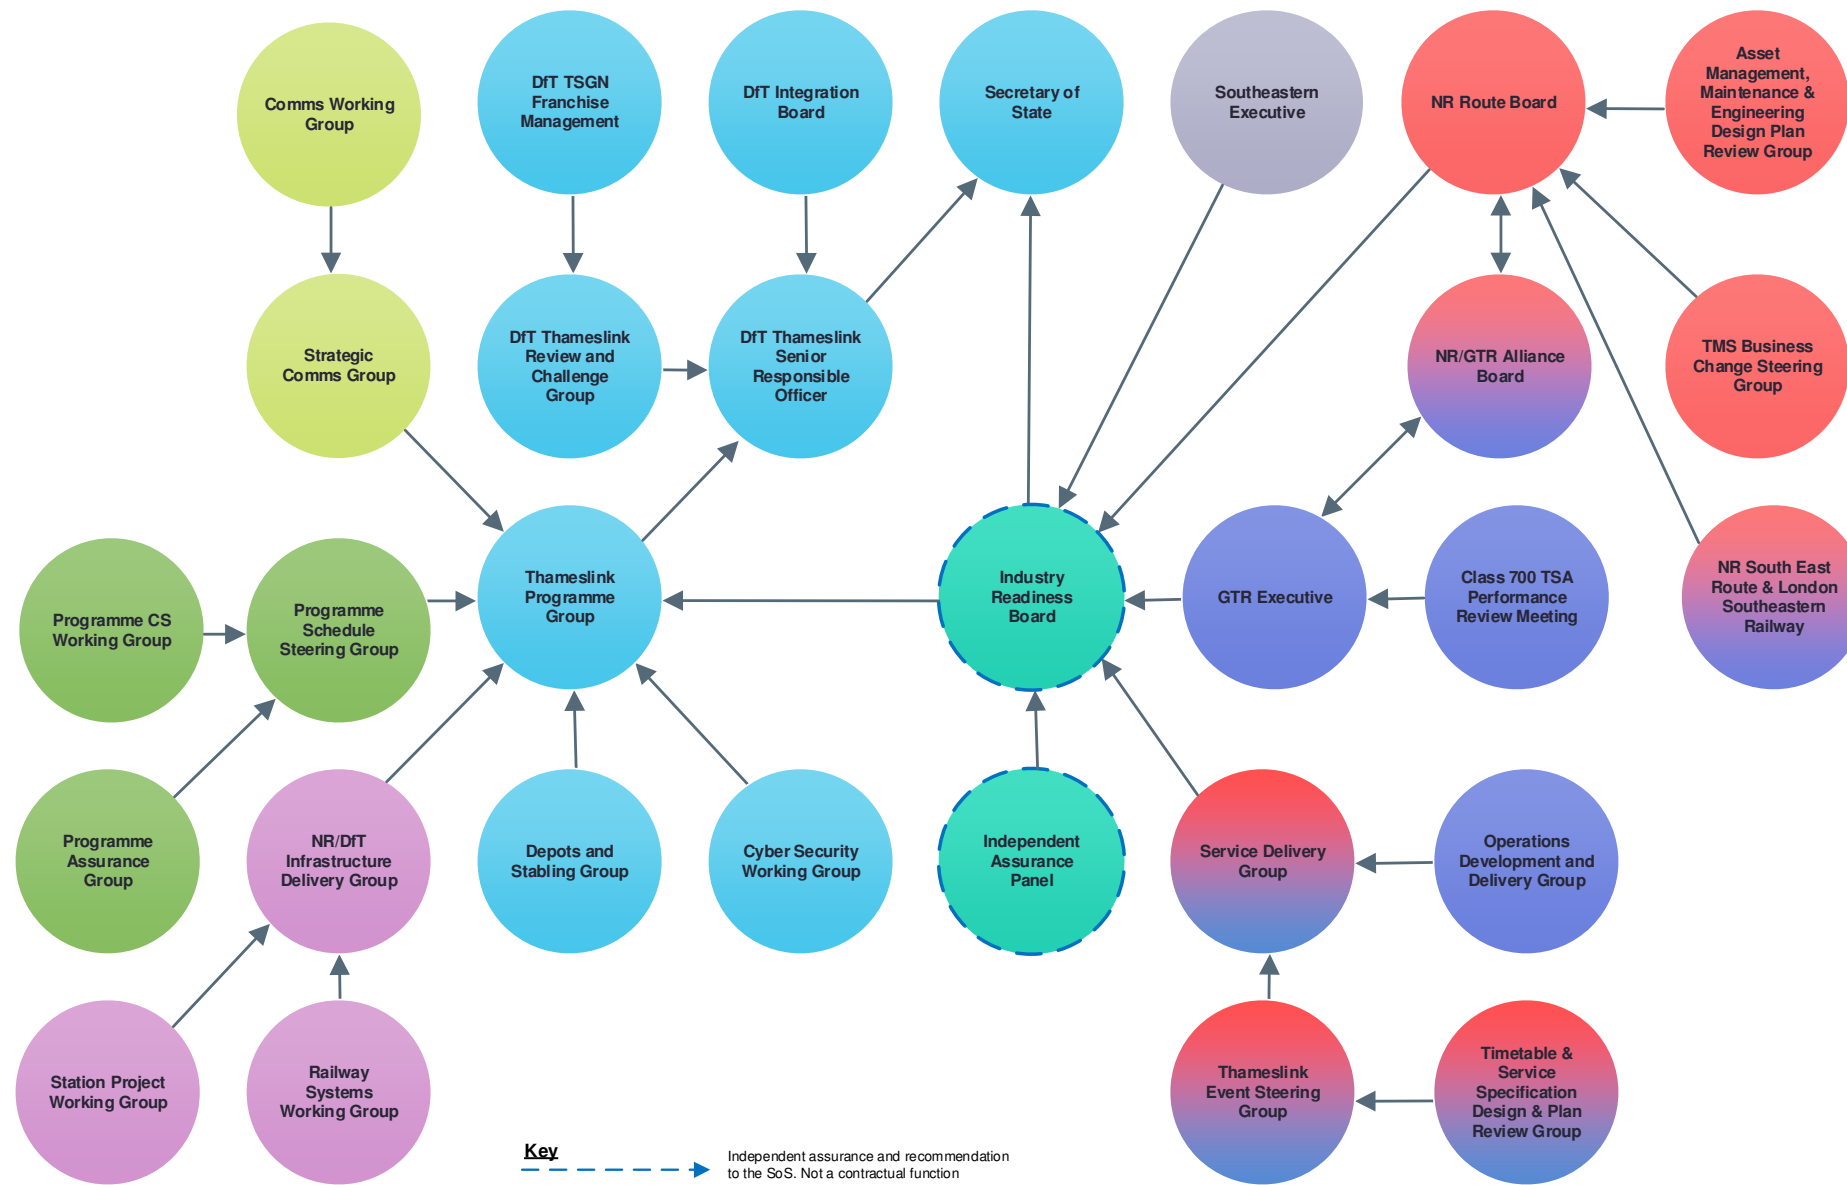 Comms Working
Group
DfT TSGN
Franchise
Management
DfT Integration
Board
Secretary of
State
Southeastern
Executive
NR Route Board
Asset
Management,
Maintenance &
Engineering
Design Plan
Review Group
Strategic
Comms Group
DfT Thameslink
Review and
Challenge
Group
DfT Thameslink
Senior
Responsible
Officer
NR/GTR Alliance
Board
TMS Business
Change Steering
Group
Programme CS
Working Group
Programme
Schedule
Steering Group
Thameslink
Programme
Group
Industry
Readiness
Board
GTR Executive
Class 700 TSA
Performance
Review Meeting
NR South East
Route & London
Southeastern
Railway
Programme
Assurance
Group
NR/DfT
Infrastructure
Delivery Group
Depots and
Stabling Group
Cyber Security
Working Group
Independent
Assurance
Panel
Service Delivery
Group
Operations
Development and
Delivery Group
Station Project
Working Group
Railway
Systems
Working Group
Thameslink
Event Steering
Group
Timetable &
Service
Specification
Design & Plan
Review Group
Key
Independent assurance and recommendation
to the SoS. Not a contractual function